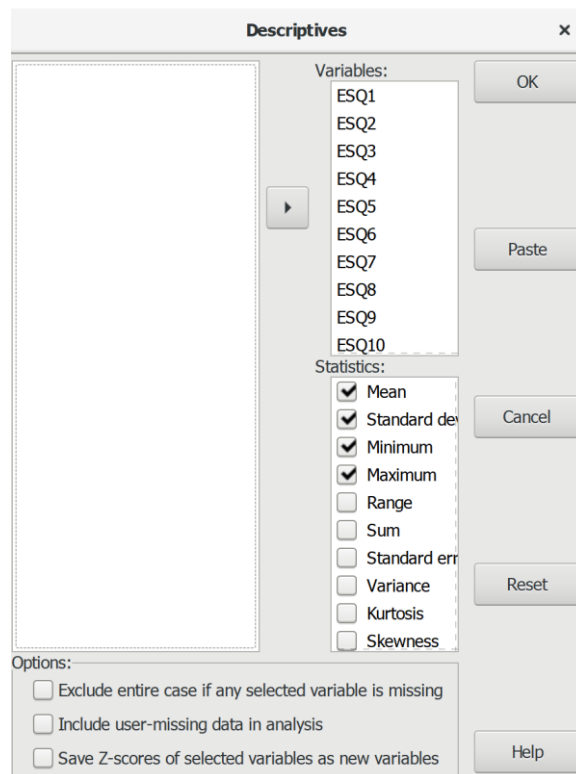 Descriptives ×
Variables:
ESQ1
ESQ2
ESQ3
ESQ4
ESQ5
ESQ6
ESQ7
ESQ8
ESQ9
ESQ10
Statistics:
Mean
Standard dev
Minimum
Maximum
Range
Sum
Standard err
Variance
Kurtosis
Skewness
OK
Paste
Cancel
Reset
Help
Options:
Exclude entire case if any selected variable is missing
Include user-missing data in analysis
Save Z-scores of selected variables as new variables